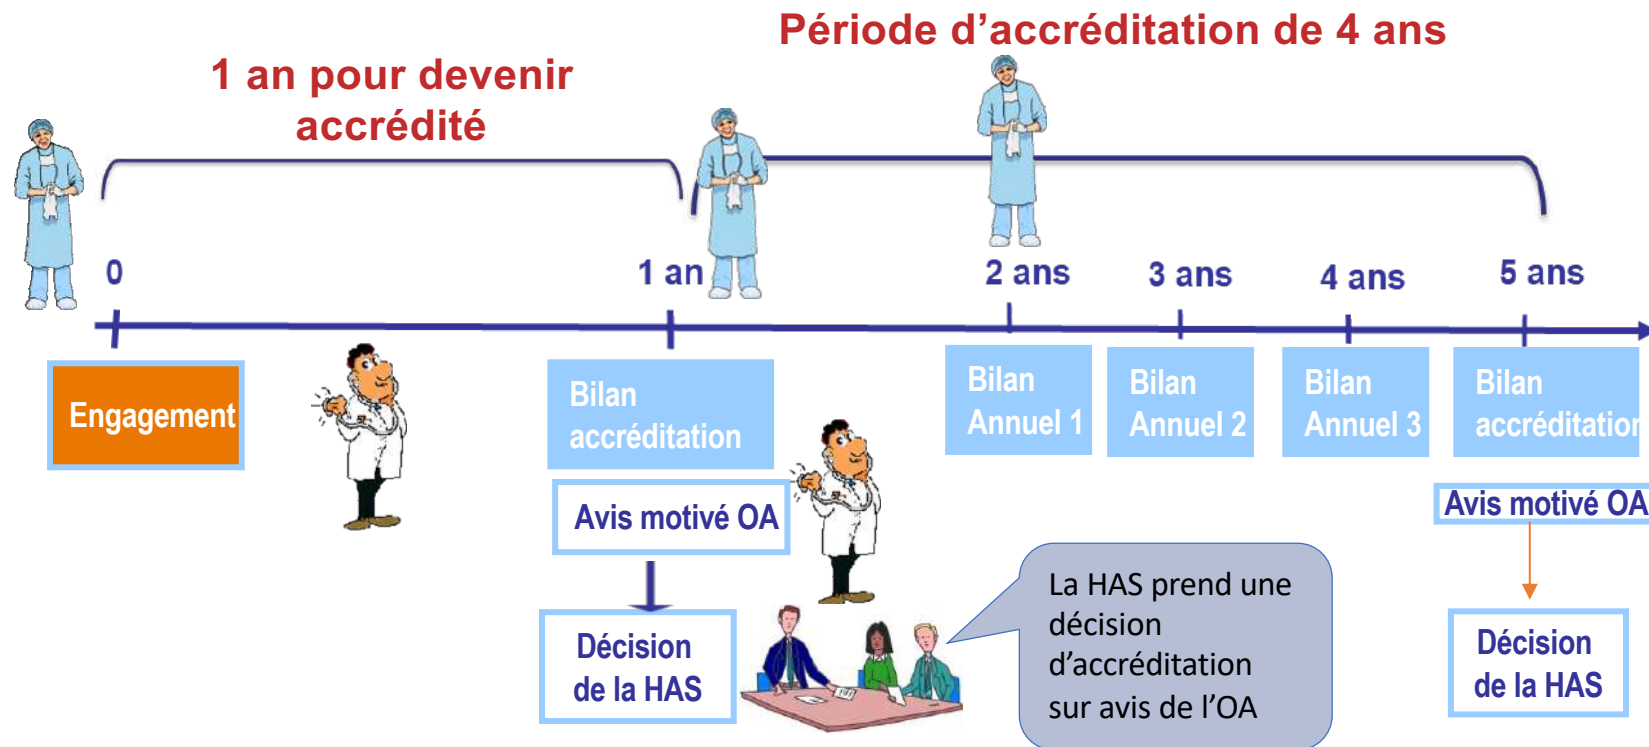 Période d’accréditation de 4 ans
1 an pour devenir
accrédité
0
1 an
2 ans
3 ans
4 ans
5 ans
Engagement
Bilan
accréditation
Bilan
Annuel 1
Bilan
Annuel 2
Bilan
Annuel 3
Bilan
accréditation
Avis motivé OA
Avis motivé OA
Décision
de la HAS
La HAS prend une
décision
d’accréditation
sur avis de l’OA
Décision
de la HAS